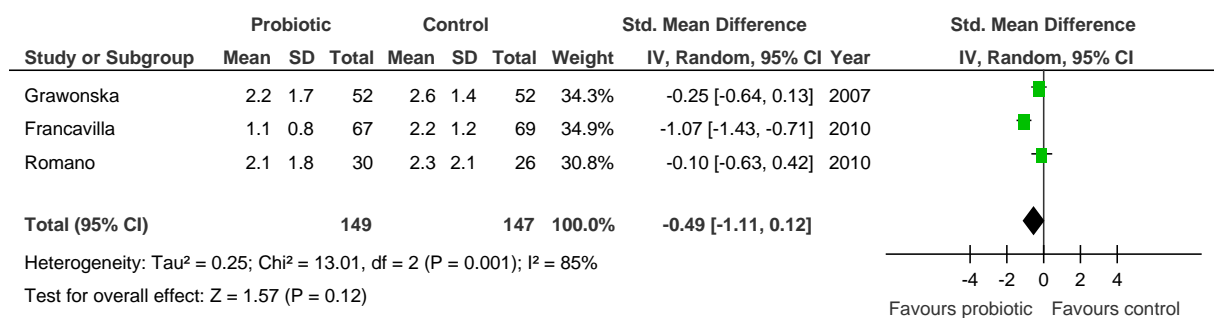 Probiotic Control Std. Mean Difference Std. Mean Difference
Study or Subgroup Mean SD Total Mean SD Total Weight IV, Random, 95% CI Year IV, Random, 95% CI
Grawonska 2.2 1.7 52 2.6 1.4 52 34.3% -0.25 [-0.64, 0.13] 2007
Francavilla 1.1 0.8 67 2.2 1.2 69 34.9% -1.07 [-1.43, -0.71] 2010
Romano 2.1 1.8 30 2.3 2.1 26 30.8% -0.10 [-0.63, 0.42] 2010
Total (95% CI) 149 147 100.0% -0.49 [-1.11, 0.12]
Heterogeneity: Tau² = 0.25; Chi² = 13.01, df = 2 (P = 0.001); I² = 85%
Test for overall effect: Z = 1.57 (P = 0.12)
-4 -2 0 2 4
Favours probiotic Favours control